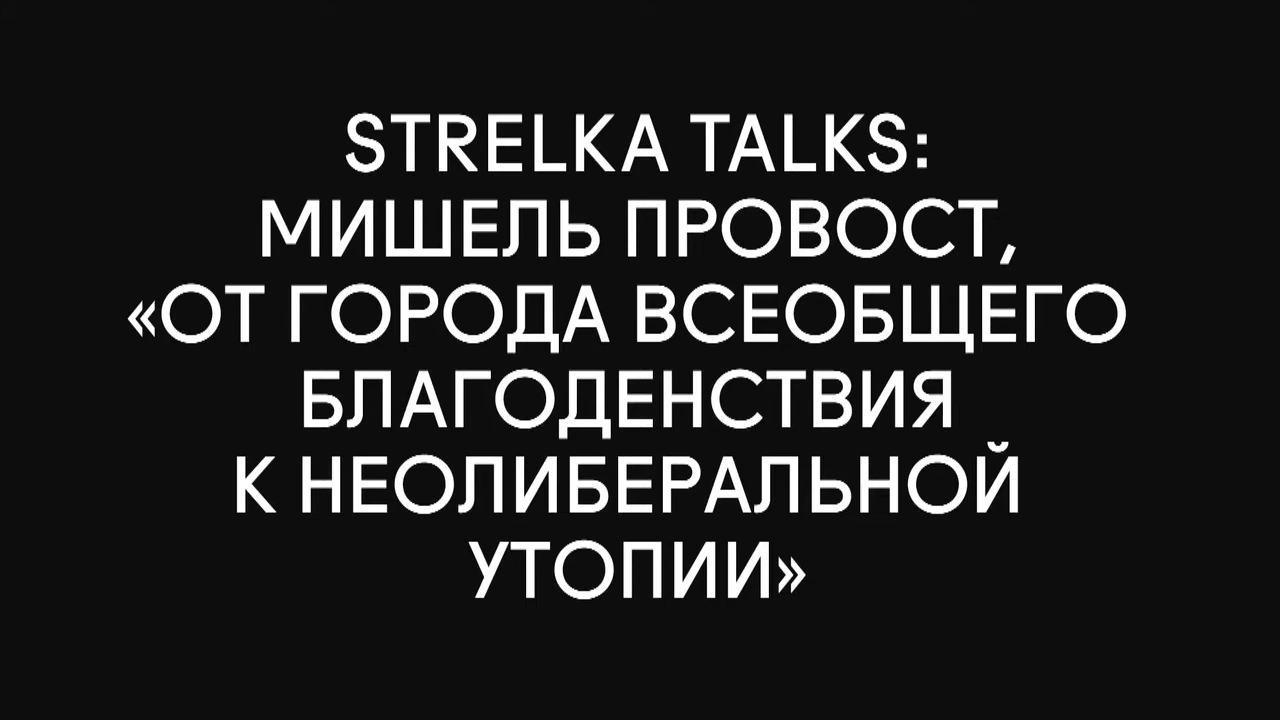 STRELKA TALKS:
МИШЕЛЬ ПРОВОСТ,
«ОТ ГОРОДА ВСЕОБЩЕГО
БЛАГОДЕНСТВИЯ
К НЕОЛИБЕРАЛЬНОЙ
УТОПИИ»